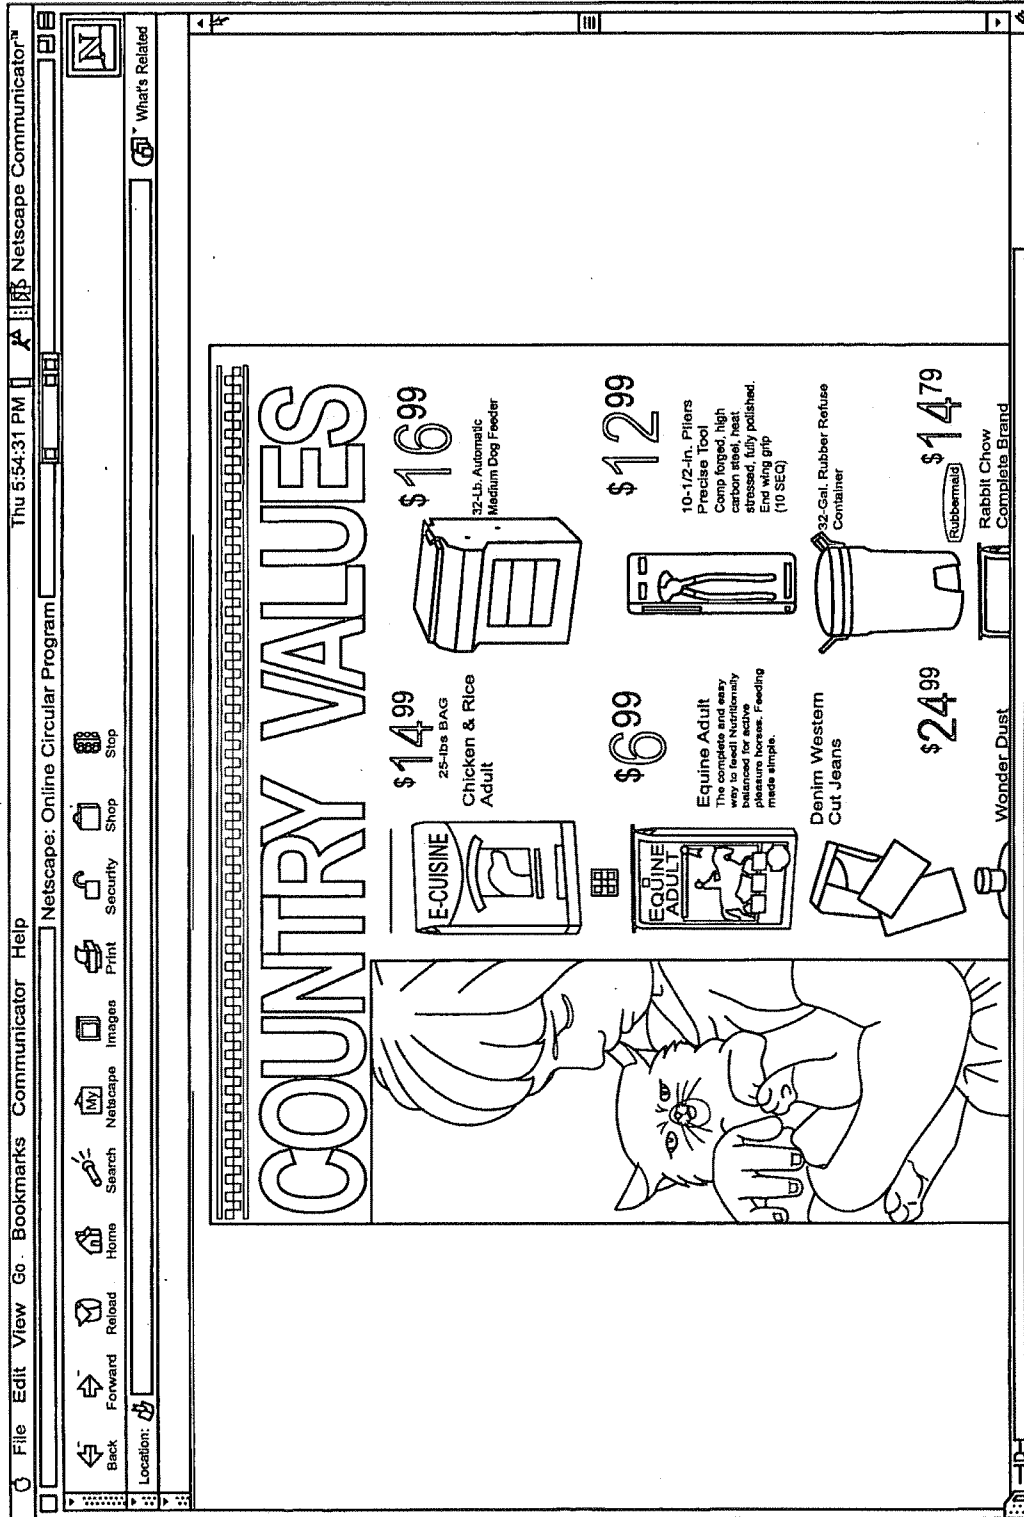 File Edit View Go Bookmarks Communicator Help
Thu 5:54:31 PM
Netscape Communicator™
Netscape: Online Circular Program
Back Forward Reload Home Search My Netscape Images Print Security Shop Stop
N
Location:
What's Related
COUNTRY VALUES
E-CUISINE
$14.99
25-lbs BAG
Chicken & Rice
Adult
$16.99
32-Lb. Automatic
Medium Dog Feeder
EQUINE
ADULT
$6.99
Equine Adult
The complete and easy
way to feed! Nutritionally
balanced for active
pleasure horses. Feeding
made simple.
$12.99
10-1/2-in. Pliers
Precise Tool
Comp forged, high
carbon steel, heat
stressed, fully polished.
End wing grip
(10 SEQ)
Denim Western
Cut Jeans
$24.99
32-Gal. Rubber Refuse
Container
Rubbermaid
$14.79
Wonder Dust
Rabbit Chow
Complete Brand